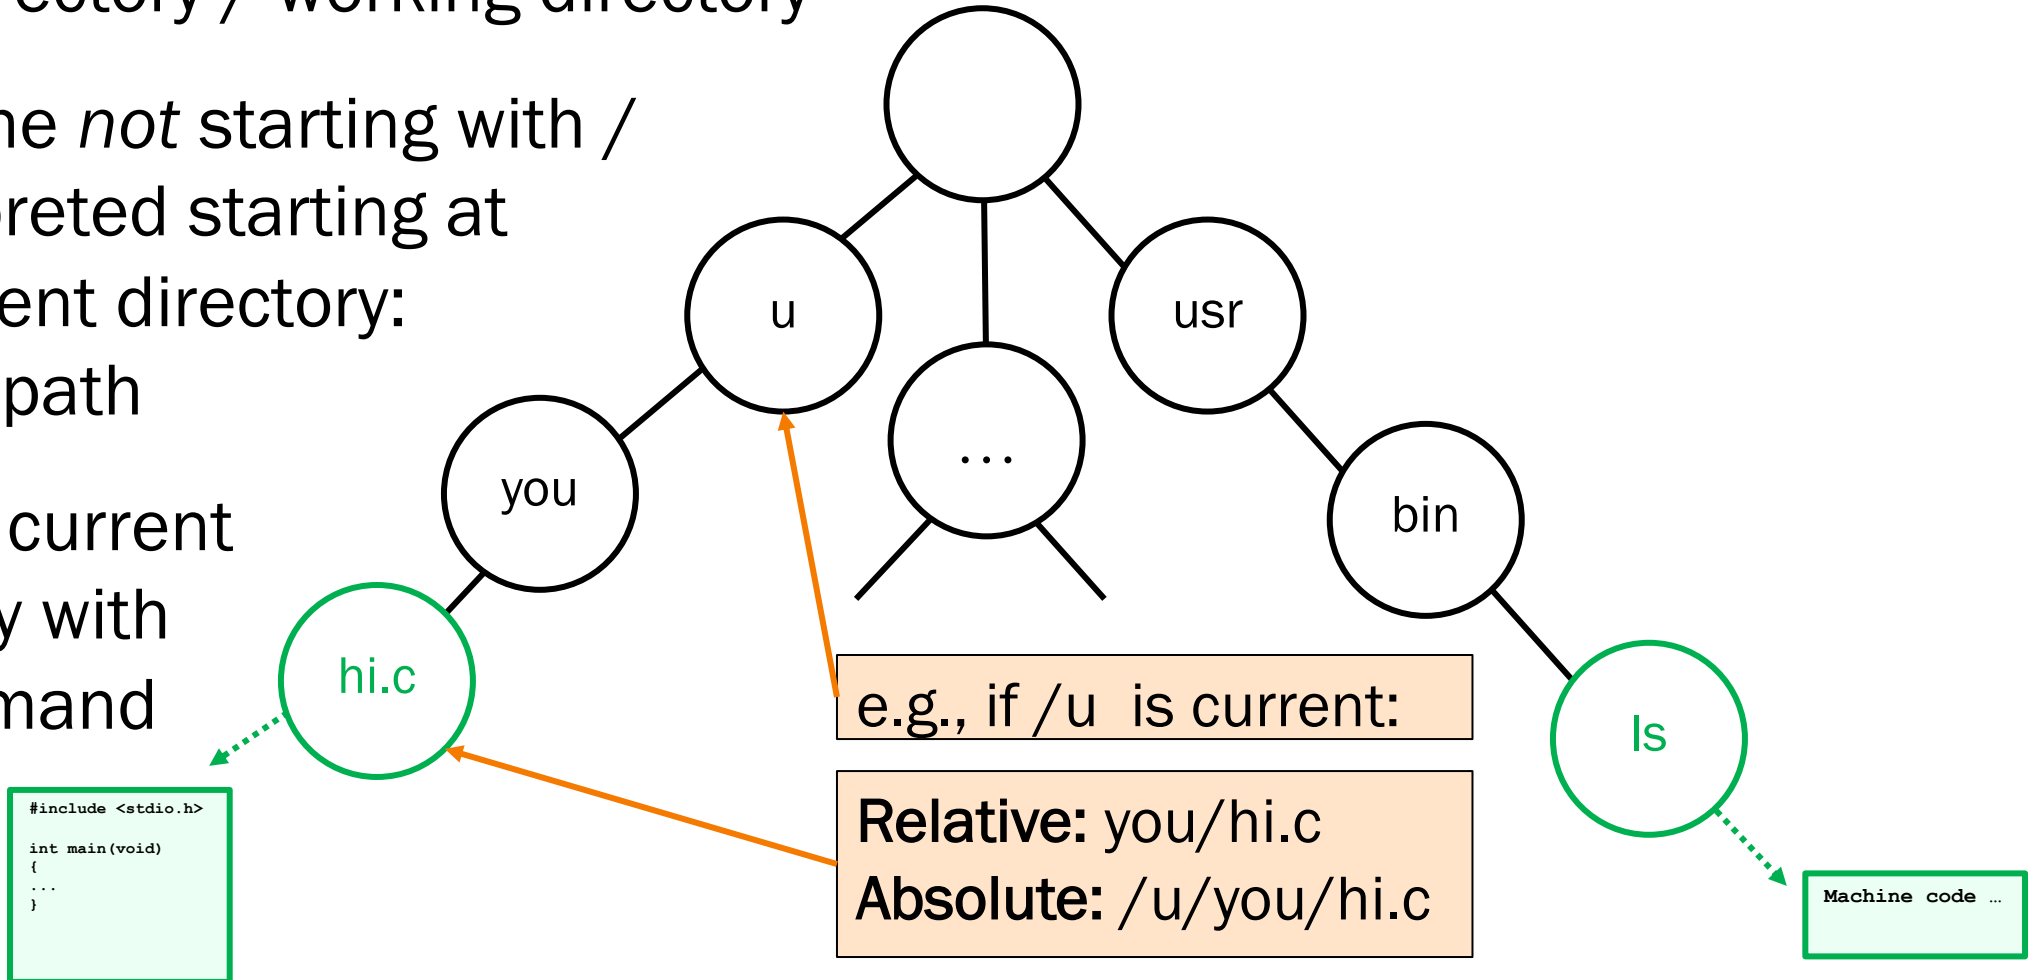 ectory / working directory
ne not starting with /
reted starting at
ent directory:
path
current
y with
mand
u
usr
...
you
bin
hi.c
ls
e.g., if /u is current:
Relative: you/hi.c
Absolute: /u/you/hi.c
#include <stdio.h>
int main(void)
{
...
}
Machine code …